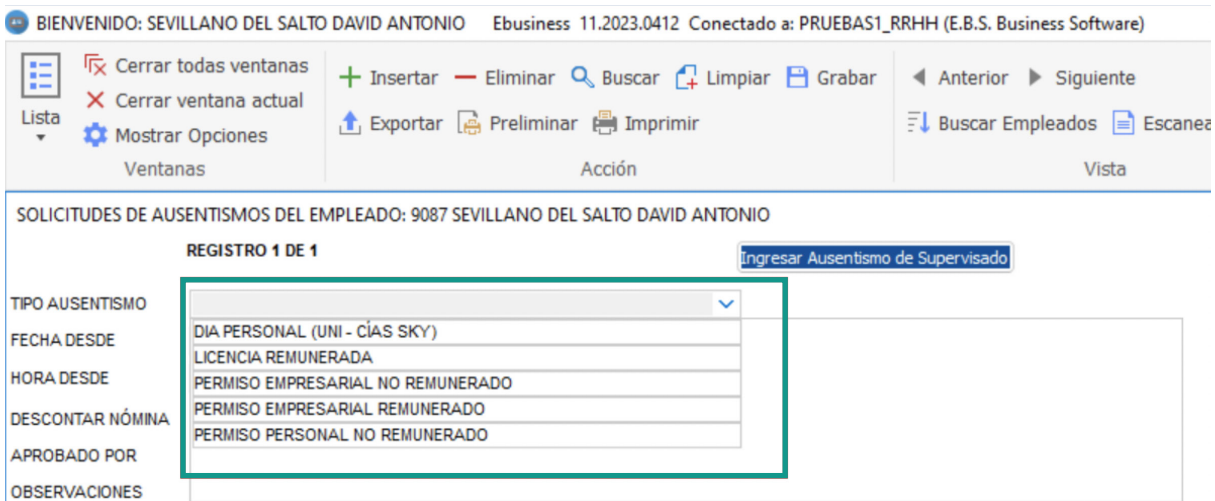 BIENVENIDO: SEVILLANO DEL SALTO DAVID ANTONIO Ebusiness 11.2023.0412 Conectado a: PRUEBAS1_RRHH (E.B.S. Business Software)
Lista
Cerrar todas ventanas
Cerrar ventana actual
Mostrar Opciones
Ventanas
Insertar Eliminar Buscar Limpiar Grabar
Exportar Preliminar Imprimir
Acción
Anterior Siguiente
Buscar Empleados Escanea
Vista
SOLICITUDES DE AUSENTISMOS DEL EMPLEADO: 9087 SEVILLANO DEL SALTO DAVID ANTONIO
REGISTRO 1 DE 1
Ingresar Ausentismo de Supervisado
TIPO AUSENTISMO
FECHA DESDE
HORA DESDE
DESCONTAR NÓMINA
APROBADO POR
OBSERVACIONES
DIA PERSONAL (UNI - CÍAS SKY)
LICENCIA REMUNERADA
PERMISO EMPRESARIAL NO REMUNERADO
PERMISO EMPRESARIAL REMUNERADO
PERMISO PERSONAL NO REMUNERADO